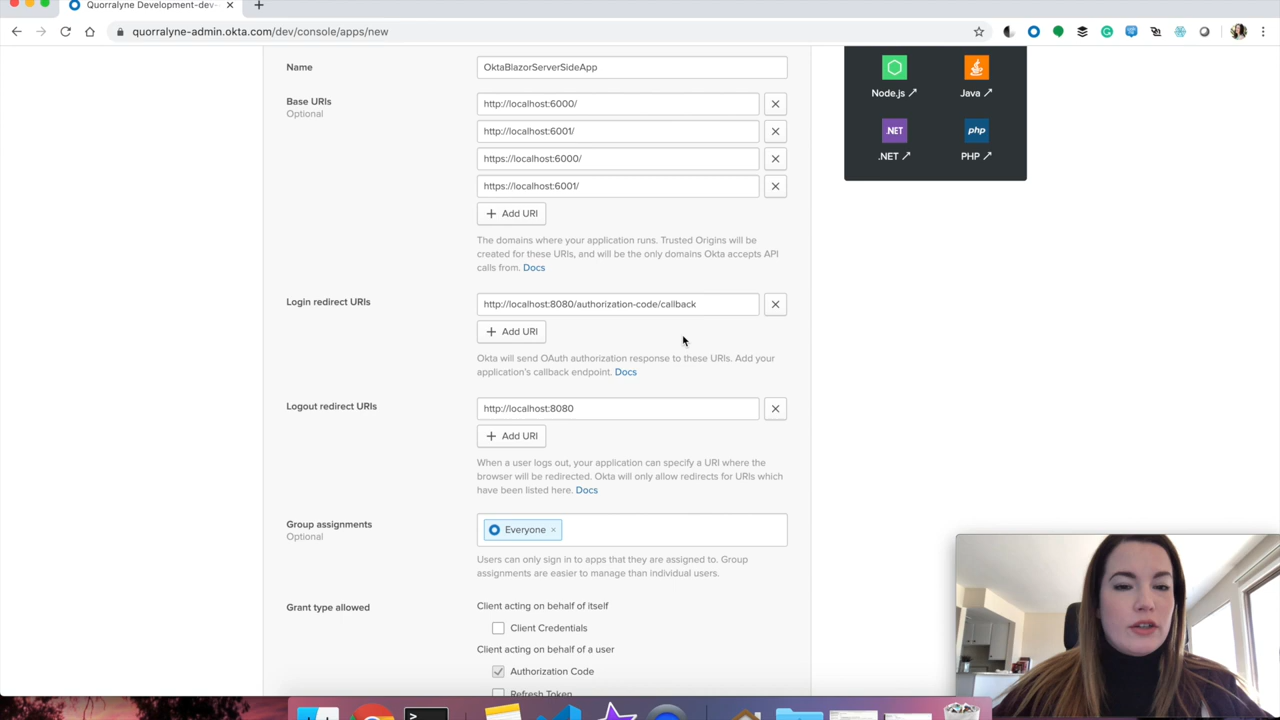 Quorralyne Development-dev-
quorralyne-admin.okta.com/dev/console/apps/new
Name
OktaBlazorServerSideApp
Base URIs
Optional
http://localhost:6000/
http://localhost:6001/
https://localhost:6000/
https://localhost:6001/
+ Add URI
The domains where your application runs. Trusted Origins will be
created for these URIs, and will be the only domains Okta accepts API
calls from. Docs
Login redirect URIs
http://localhost:8080/authorization-code/callback
+ Add URI
Okta will send OAuth authorization response to these URIs. Add your
application's callback endpoint. Docs
Logout redirect URIs
http://localhost:8080
+ Add URI
When a user logs out, your application can specify a URI where the
browser will be redirected. Okta will only allow redirects for URIs which
have been listed here. Docs
Group assignments
Optional
Everyone ×
Users can only sign in to apps that they are assigned to. Group
assignments are easier to manage than individual users.
Grant type allowed
Client acting on behalf of itself
Client Credentials
Client acting on behalf of a user
Authorization Code
Refresh Token
Node.js
Java
.NET
php
.NET
PHP